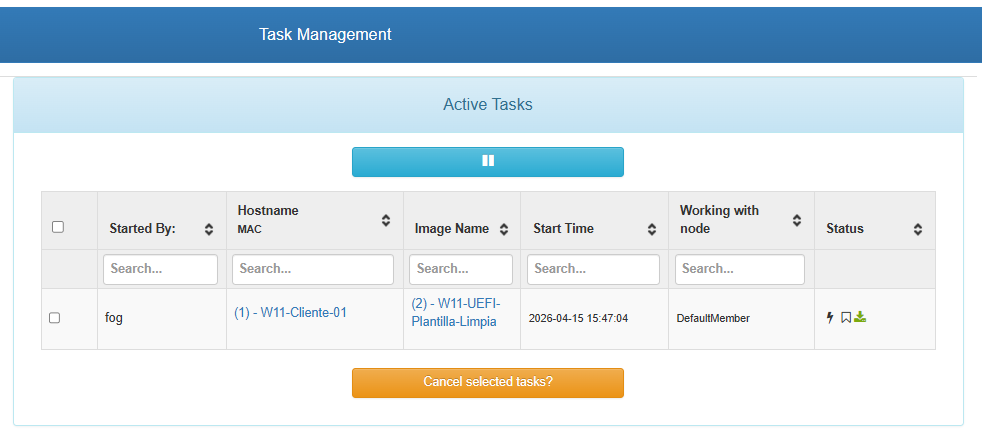 Task Management
Active Tasks
Started By:
Hostname
MAC
Image Name
Start Time
Working with
node
Status
Search...
Search...
Search...
Search...
Search...
fog
(1) - W11-Cliente-01
(2) - W11-UEFI-
Plantilla-Limpia
2026-04-15 15:47:04
DefaultMember
Cancel selected tasks?